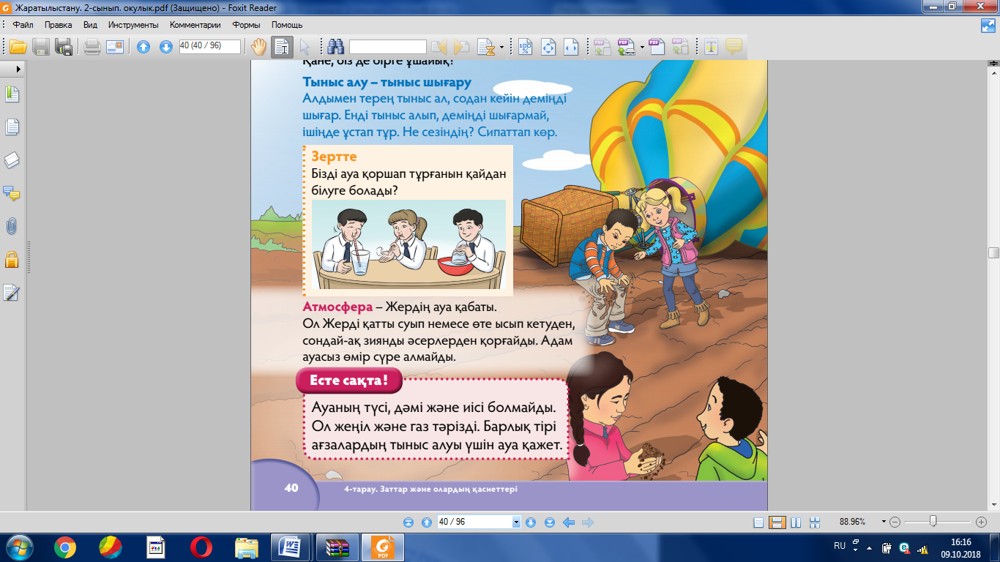 Жаратылыстану. 2-сынып. окулык.pdf (Защищено) - Foxit Reader
Файл Правка Вид Инструменты Комментарии Формы Помощь
40 (40 / 96)
Қане, біз де бірге ұшайық!
Тыныс алу – тыныс шығару
Алдымен терең тыныс ал, содан кейін деміңді
шығар. Енді тыныс алып, деміңді шығармай,
ішіңде ұстап тұр. Не сезіндің? Сипаттап көр.
Зертте
Бізді ауа қоршап тұрғанын қайдан
білуге болады?
Атмосфера – Жердің ауа қабаты.
Ол Жерді қатты суып немесе өте ысып кетуден,
сондай-ақ зиянды әсерлерден қорғайды. Адам
ауасыз өмір сүре алмайды.
Есте сақта!
Ауаның түсі, дәмі және иісі болмайды.
Ол жеңіл және газ тәрізді. Барлық тірі
ағзалардың тыныс алуы үшін ауа қажет.
40 4-тарау. Заттар және олардың қасиеттері
40 / 96 88.96%
RU 16:16
09.10.2018